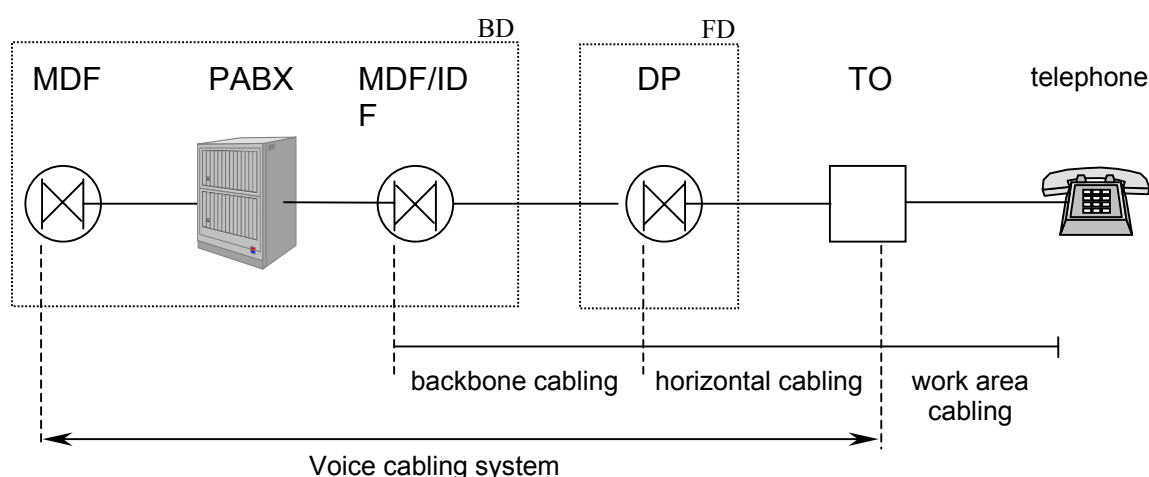 BD
FD
MDF
PABX
MDF/ID
F
DP
TO
telephone
backbone cabling
horizontal cabling
work area
cabling
Voice cabling system